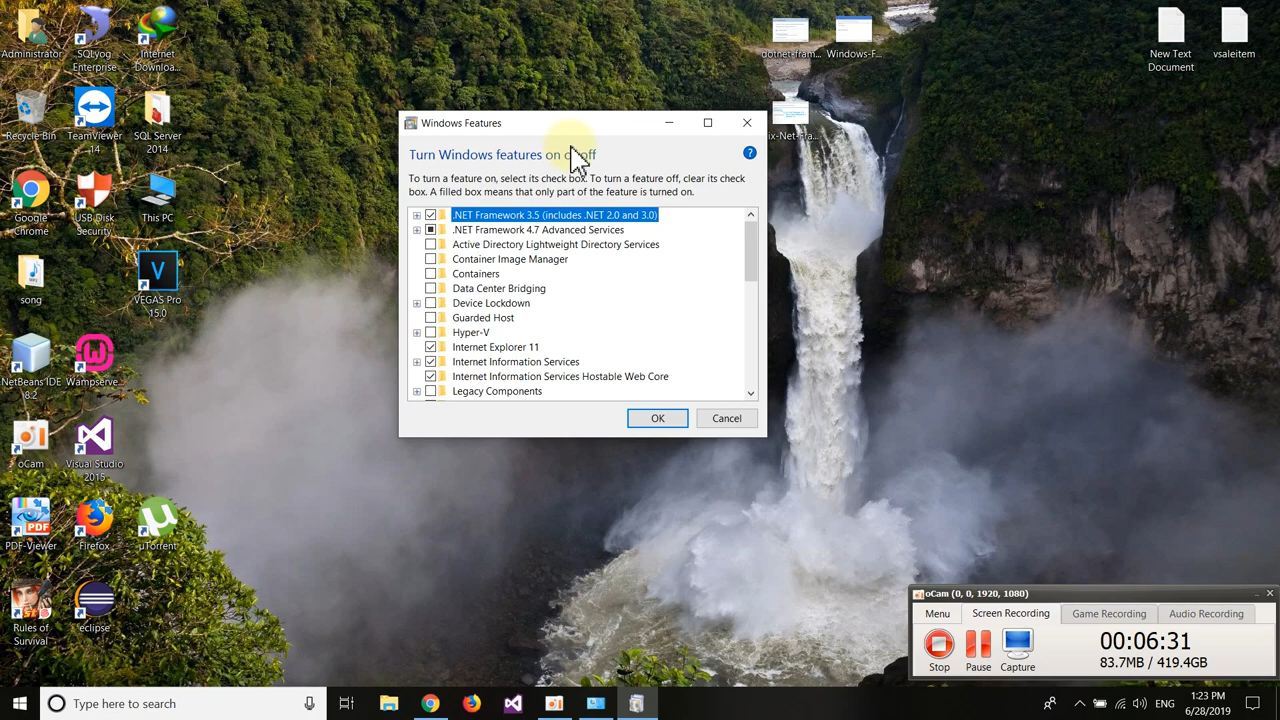 Administrator
SQLyog
Enterprise
Internet
Downloa...
dotnet-fram...
Windows-F...
New Text
Document
vsaleitem
Recycle Bin
TeamViewer
14
SQL Server
2014
ix-Net-Fra...
Google
Chrome
USB Disk
Security
This PC
song
VEGAS Pro
15.0
NetBeans IDE
8.2
Wampserve...
oCam
Visual Studio
2015
PDF-Viewer
Firefox
uTorrent
Rules of
Survival
eclipse
Windows Features
Turn Windows features on or off
To turn a feature on, select its check box. To turn a feature off, clear its check
box. A filled box means that only part of the feature is turned on.
.NET Framework 3.5 (includes .NET 2.0 and 3.0)
.NET Framework 4.7 Advanced Services
Active Directory Lightweight Directory Services
Container Image Manager
Containers
Data Center Bridging
Device Lockdown
Guarded Host
Hyper-V
Internet Explorer 11
Internet Information Services
Internet Information Services Hostable Web Core
Legacy Components
OK
Cancel
oCam (0, 0, 1920, 1080)
Menu
Screen Recording
Game Recording
Audio Recording
Stop
Pause
Capture
00:06:31
83.7MB / 419.4GB
Type here to search
ENG
1:23 PM
6/28/2019